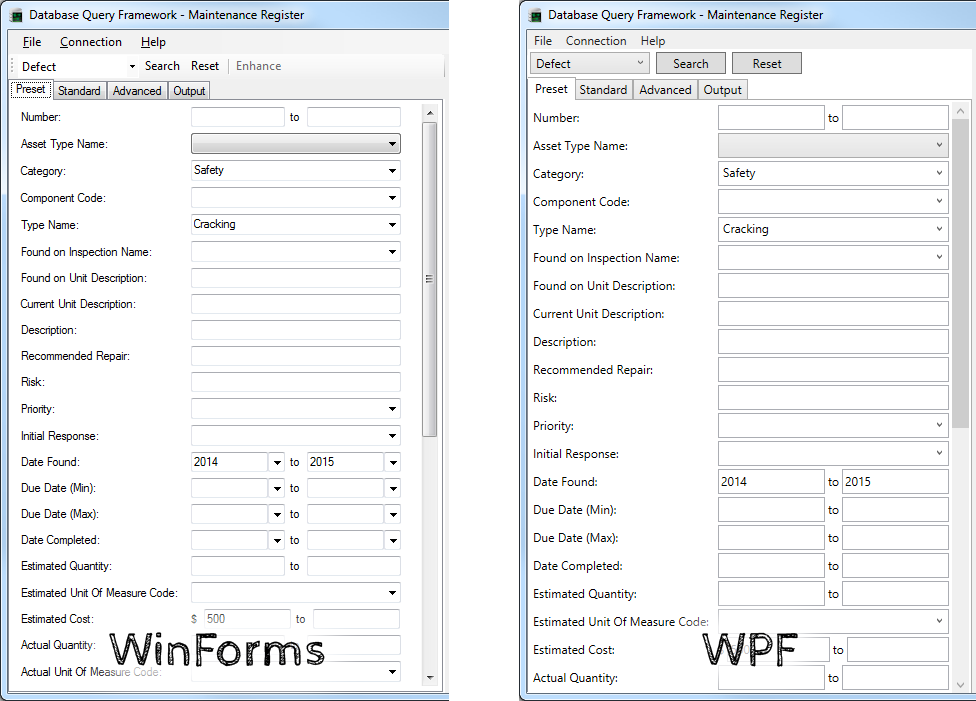 Database Query Framework - Maintenance Register
File Connection Help
Defect Search Reset Enhance
Preset Standard Advanced Output
Number: to
Asset Type Name:
Category: Safety
Component Code:
Type Name: Cracking
Found on Inspection Name:
Found on Unit Description:
Current Unit Description:
Description:
Recommended Repair:
Risk:
Priority:
Initial Response:
Date Found: 2014 to 2015
Due Date (Min): to
Due Date (Max): to
Date Completed: to
Estimated Quantity: to
Estimated Unit Of Measure Code:
Estimated Cost: $ 500 to
Actual Quantity:
Actual Unit Of Measure Code:
WinForms
Database Query Framework - Maintenance Register
File Connection Help
Defect Search Reset
Preset Standard Advanced Output
Number: to
Asset Type Name:
Category: Safety
Component Code:
Type Name: Cracking
Found on Inspection Name:
Found on Unit Description:
Current Unit Description:
Description:
Recommended Repair:
Risk:
Priority:
Initial Response:
Date Found: 2014 to 2015
Due Date (Min): to
Due Date (Max): to
Date Completed: to
Estimated Quantity: to
Estimated Unit Of Measure Code:
Estimated Cost: to
Actual Quantity: to
WPF